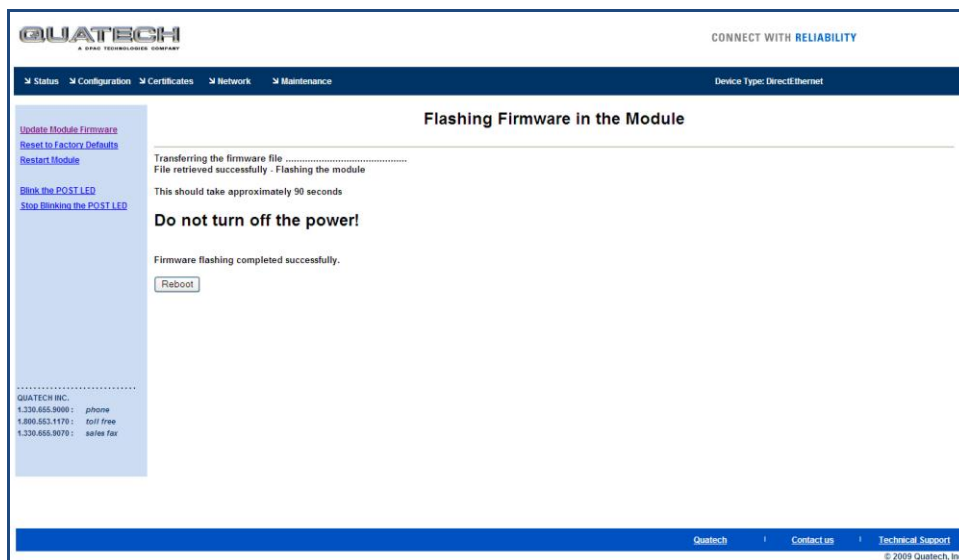 QUATECH
A DPAC TECHNOLOGIES COMPANY
CONNECT WITH RELIABILITY
Status Configuration Certificates Network Maintenance
Device Type: DirectEthernet
Update Module Firmware
Reset to Factory Defaults
Restart Module
Blink the POST LED
Stop Blinking the POST LED
QUATECH INC.
1.330.655.9000 : phone
1.800.553.1170 : toll free
1.330.655.9070 : sales fax
Flashing Firmware in the Module
Transferring the firmware file ............................................
File retrieved successfully - Flashing the module
This should take approximately 90 seconds
Do not turn off the power!
Firmware flashing completed successfully.
Reboot
Quatech | Contact us | Technical Support
© 2009 Quatech, In